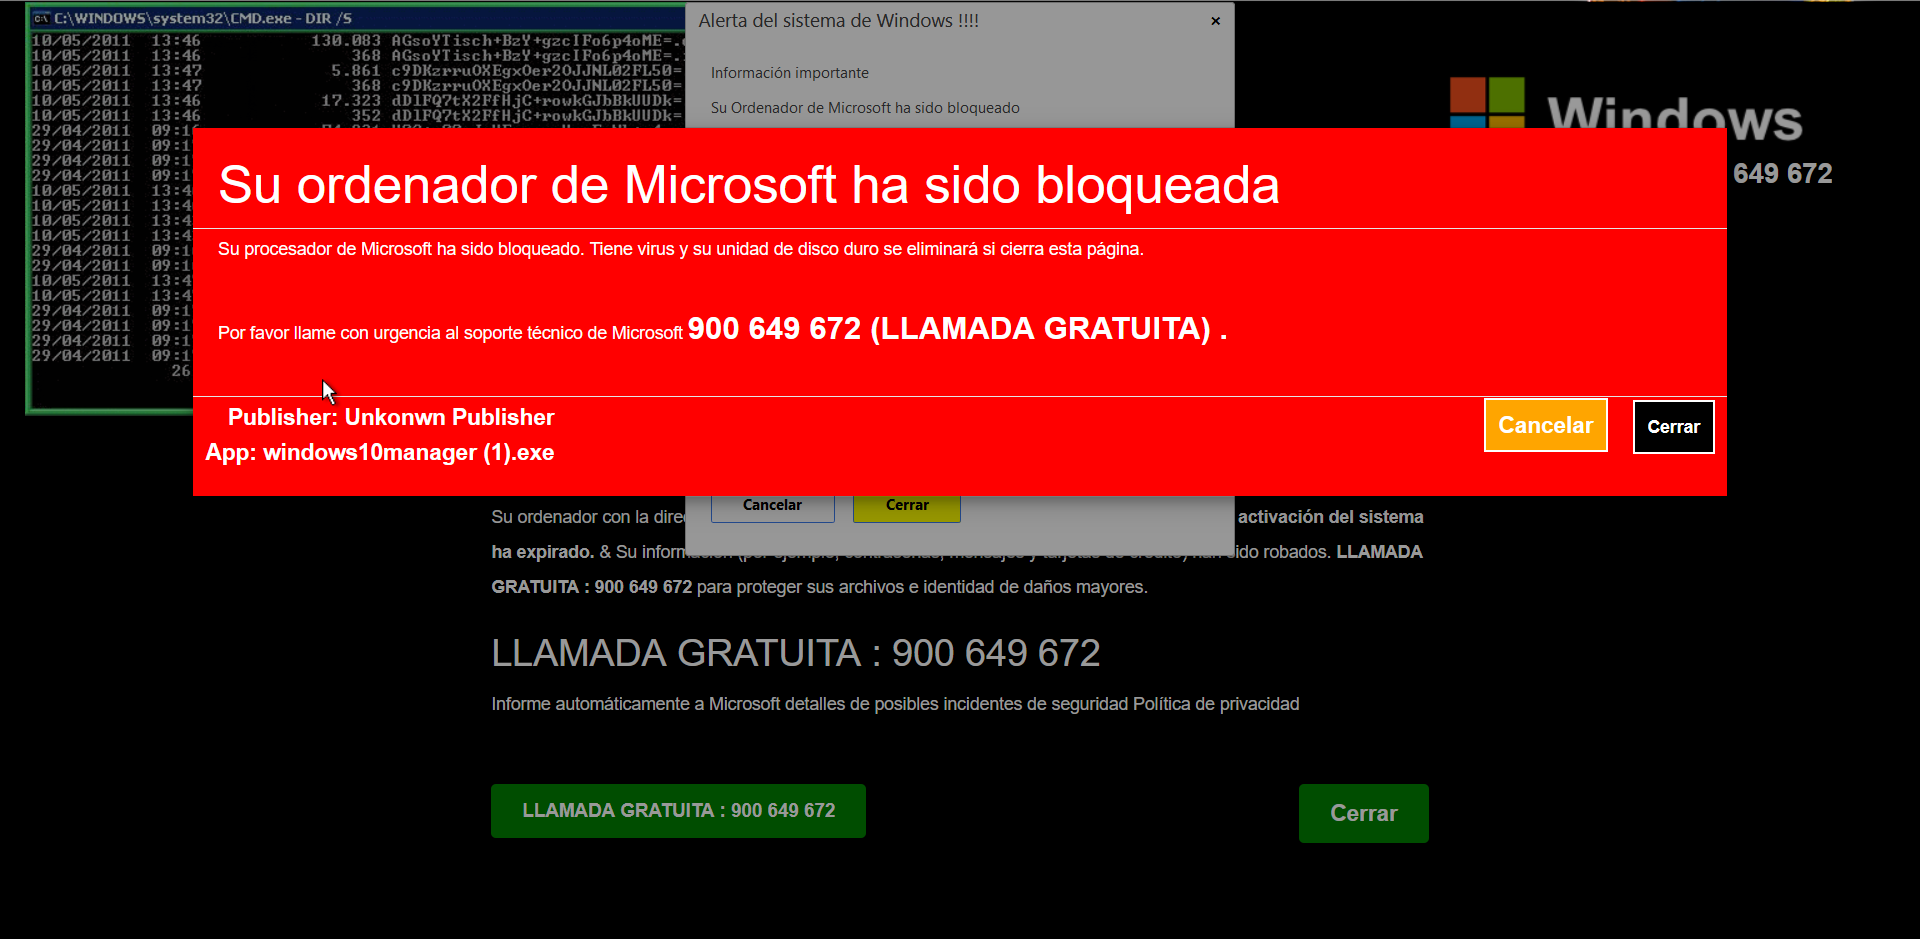 C:\WINDOWS\system32\CMD.exe - DIR /S
10/05/2011 13:46 130.083 AGsoYTisch+BzY+gzcIFo6p4oME=.
10/05/2011 13:46 368 AGsoYTisch+BzY+gzcIFo6p4oME=.
10/05/2011 13:47 5.861 c9DKzrruOXEgxOer2OJJNL02FL50=
10/05/2011 13:47 368 c9DKzrruOXEgxOer2OJJNL02FL50=
10/05/2011 13:46 17.323 dDlFQ7tX2FfHjC+rowkGJbBkUUDk=
10/05/2011 13:46 352 dDlFQ7tX2FfHjC+rowkGJbBkUUDk=
29/04/2011
29/04/2011 09:1
29/04/2011 09:1
29/04/2011 09:1
10/05/2011 13:4
10/05/2011 13:4
10/05/2011 13:4
10/05/2011 13:4
29/04/2011 09:1
29/04/2011 09:1
10/05/2011 13:4
10/05/2011 13:4
29/04/2011 09:1
29/04/2011 09:1
29/04/2011 09:1
29/04/2011 09:1
26
Alerta del sistema de Windows !!!!
×
Información importante
Su Ordenador de Microsoft ha sido bloqueado
Windows
649 672
Su ordenador de Microsoft ha sido bloqueada
Su procesador de Microsoft ha sido bloqueado. Tiene virus y su unidad de disco duro se eliminará si cierra esta página.
Por favor llame con urgencia al soporte técnico de Microsoft 900 649 672 (LLAMADA GRATUITA) .
Publisher: Unkonwn Publisher
App: windows10manager (1).exe
Cancelar
Cerrar
Cancelar
Cerrar
Su ordenador con la activación del sistema
ha expirado. & Su robados. LLAMADA
GRATUITA : 900 649 672 para proteger sus archivos e identidad de daños mayores.
LLAMADA GRATUITA : 900 649 672
Informe automáticamente a Microsoft detalles de posibles incidentes de seguridad Política de privacidad
LLAMADA GRATUITA : 900 649 672
Cerrar